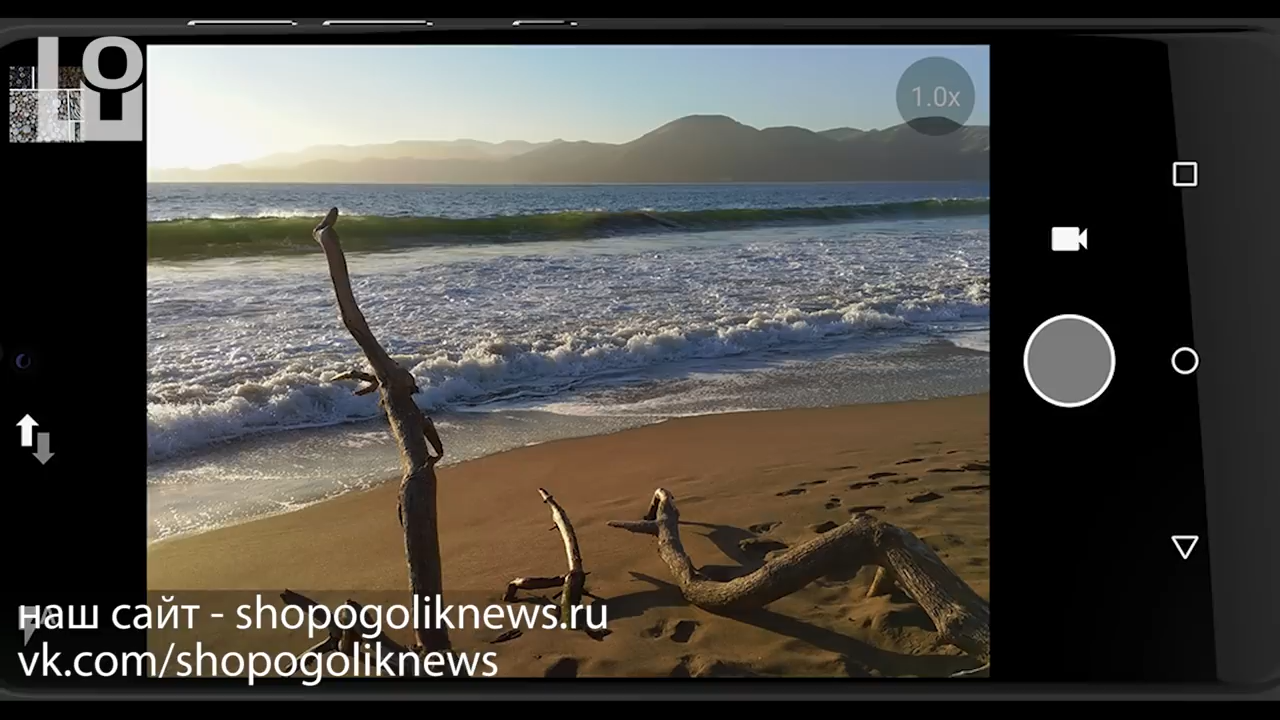 1.0x
наш сайт - shopogoliknews.ru
vk.com/shopogoliknews